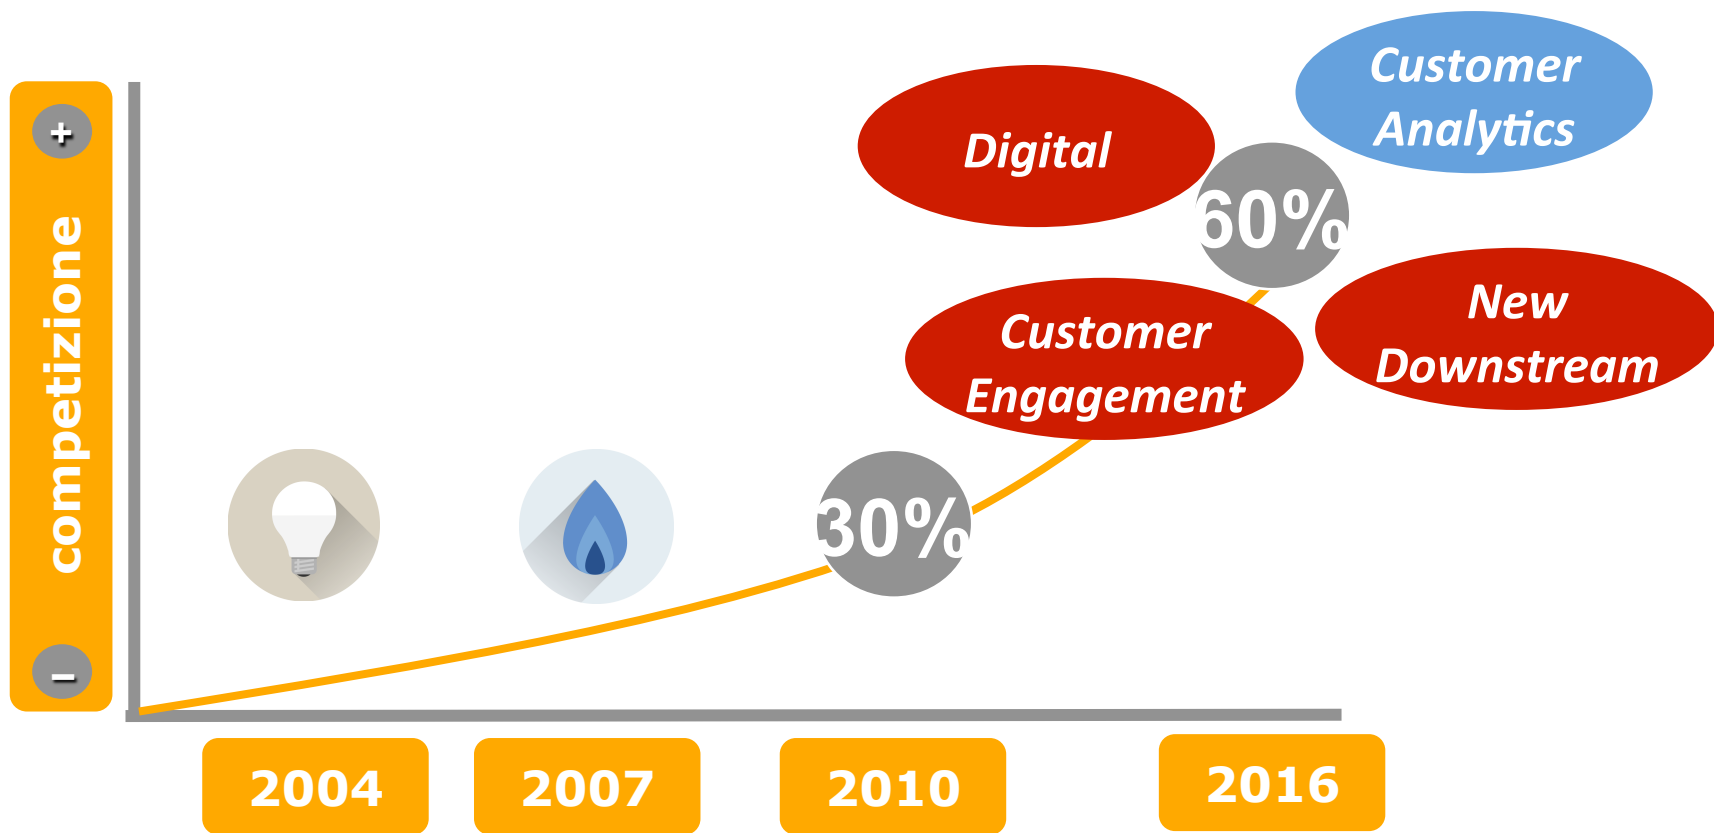 +
competizione
–
Digital
Customer
Analytics
60%
Customer
Engagement
New
Downstream
30%
2004
2007
2010
2016